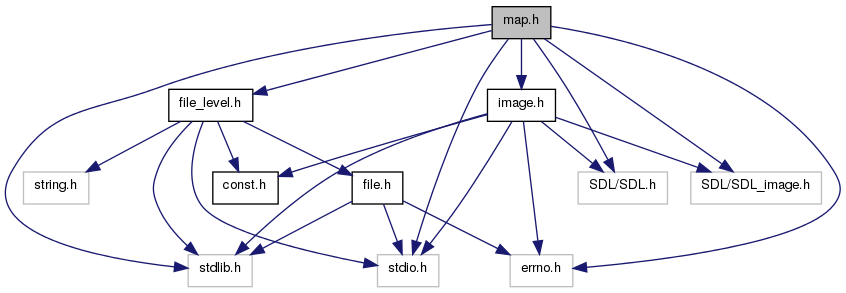 map.h
file_level.h
image.h
string.h
const.h
file.h
SDL/SDL.h
SDL/SDL_image.h
stdlib.h
stdio.h
errno.h